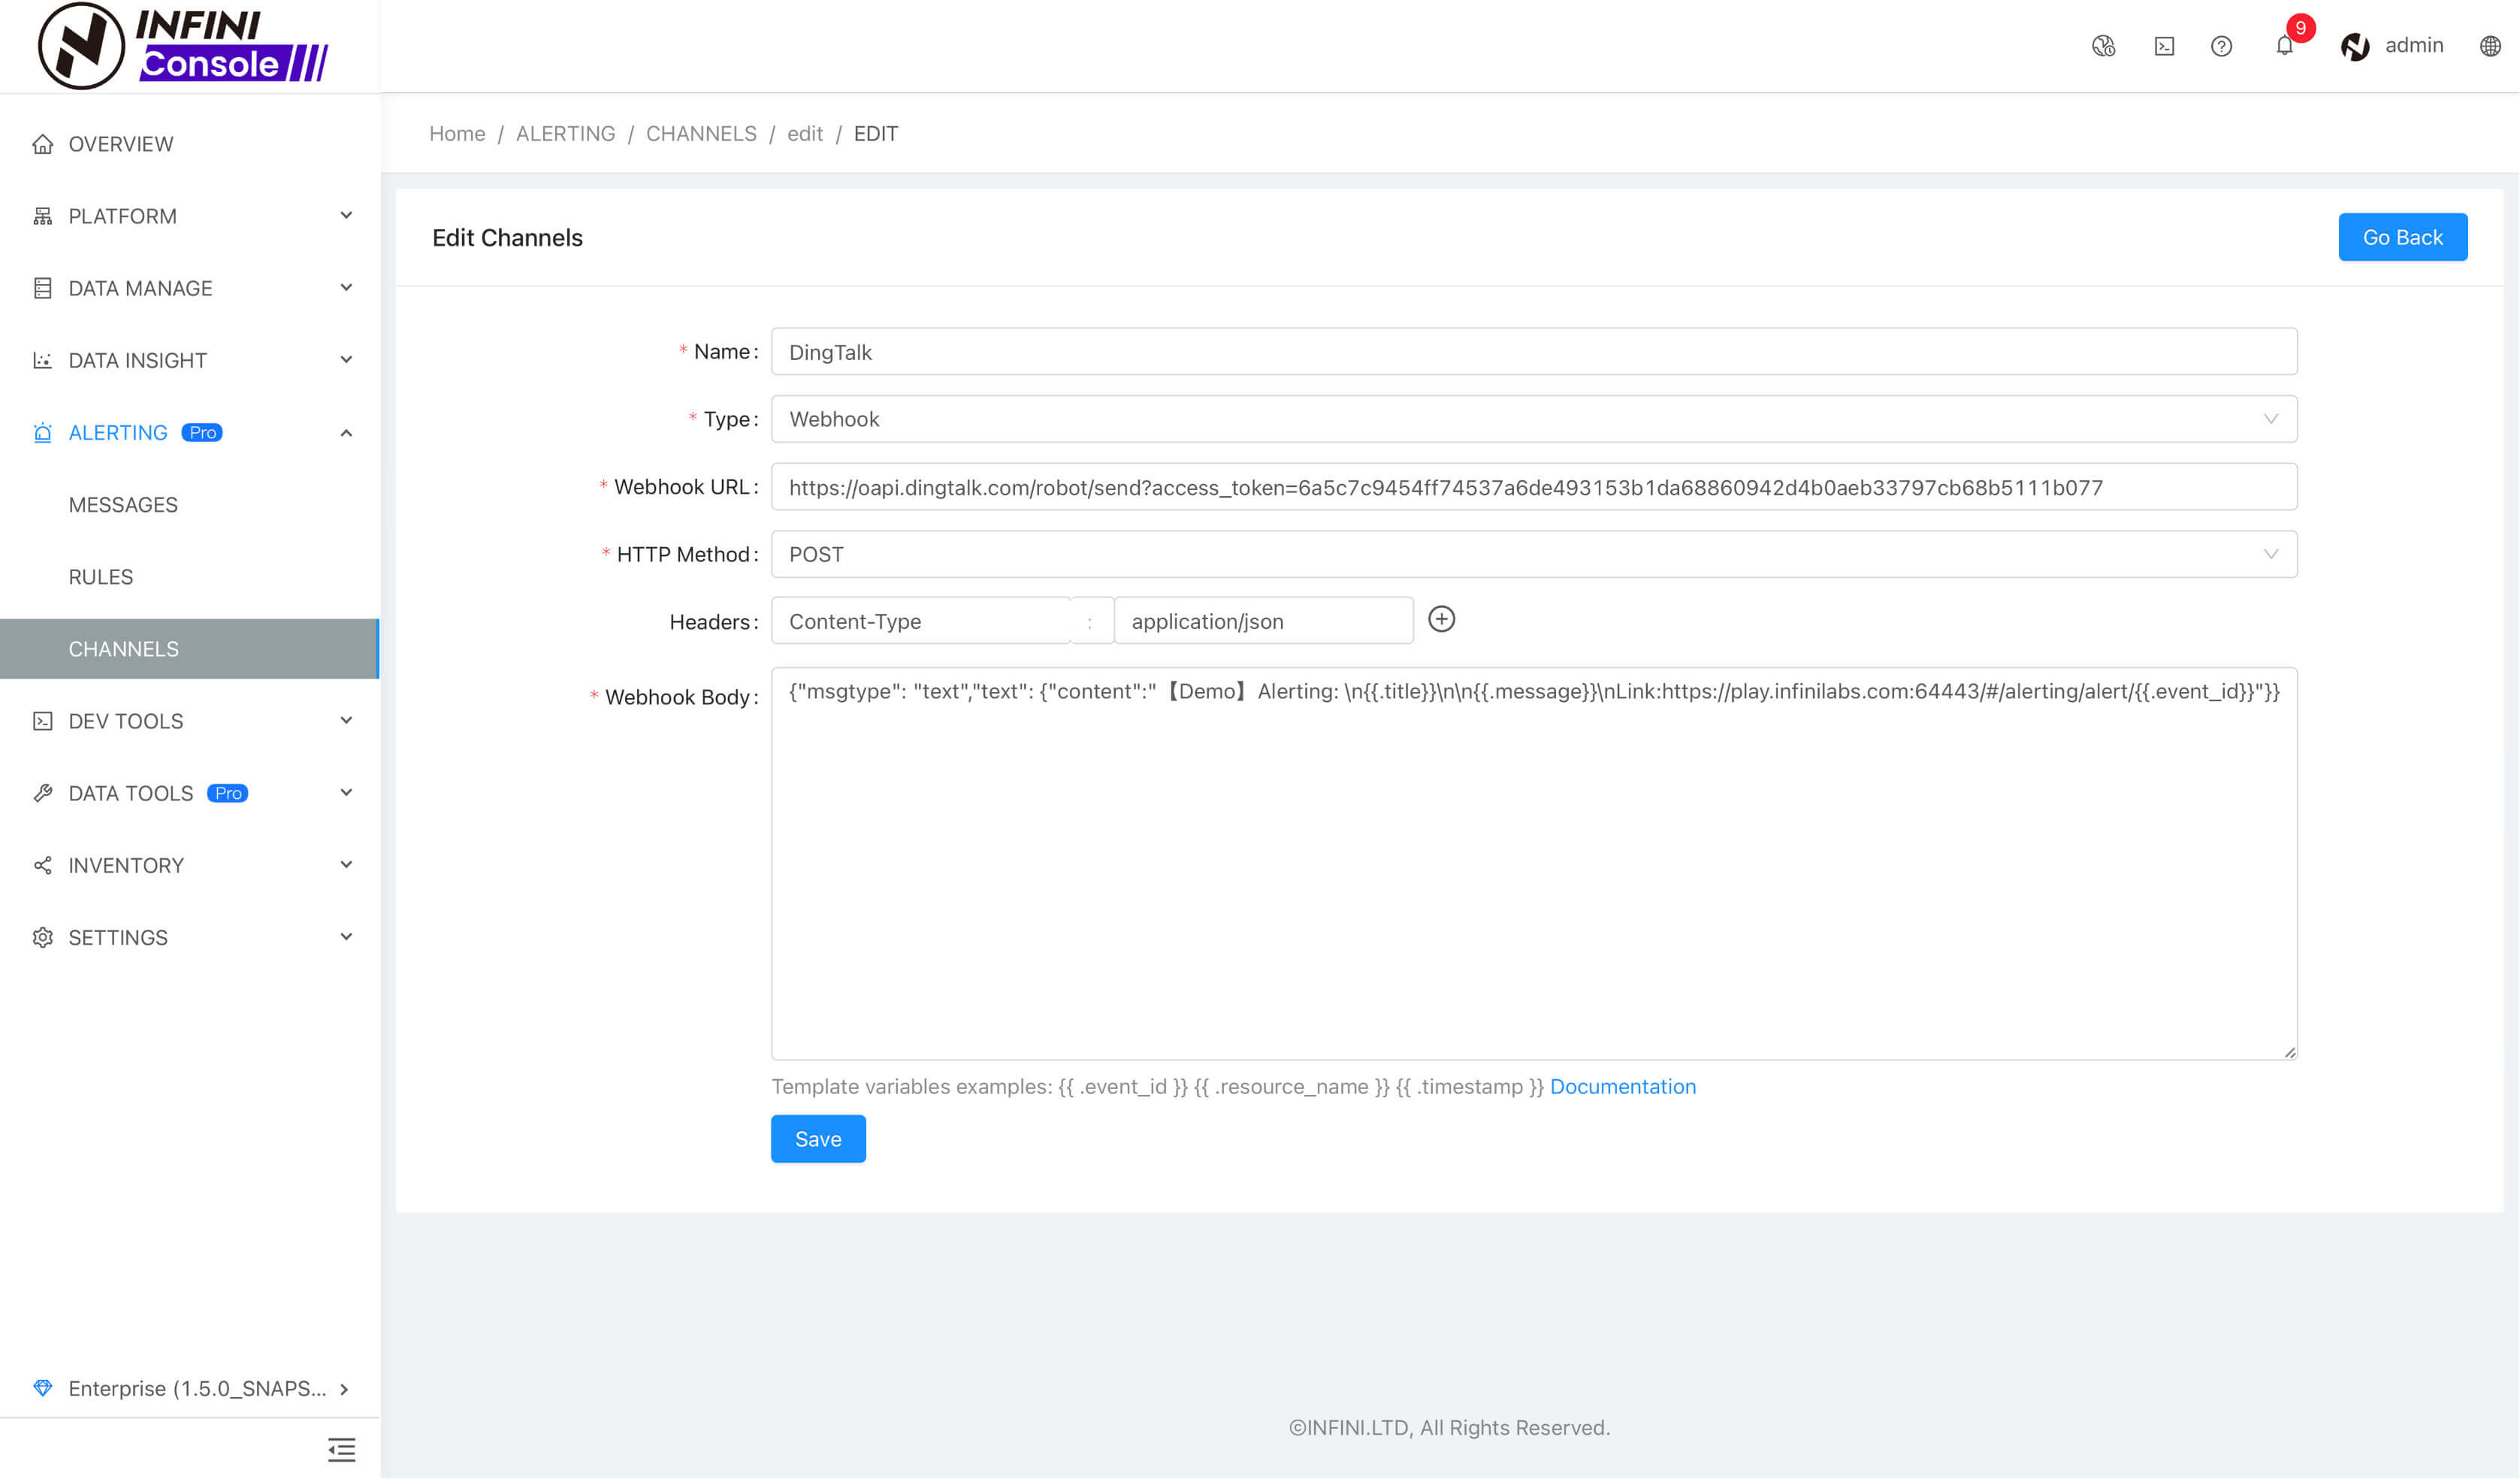 INFINI
Console
9
admin
OVERVIEW
PLATFORM
DATA MANAGE
DATA INSIGHT
ALERTING Pro
MESSAGES
RULES
CHANNELS
DEV TOOLS
DATA TOOLS Pro
INVENTORY
SETTINGS
Enterprise (1.5.0_SNAPS...
Home / ALERTING / CHANNELS / edit / EDIT
Edit Channels
Go Back
* Name: DingTalk
* Type: Webhook
* Webhook URL: https://oapi.dingtalk.com/robot/send?access_token=6a5c7c9454ff74537a6de493153b1da68860942d4b0aeb33797cb68b5111b077
* HTTP Method: POST
Headers: Content-Type : application/json
* Webhook Body: {"msgtype": "text","text": {"content":"【Demo】Alerting: \n{{.title}}\n\n{{.message}}\nLink:https://play.infinilabs.com:64443/#/alerting/alert/{{.event_id}}"}}
Template variables examples: {{ .event_id }} {{ .resource_name }} {{ .timestamp }} Documentation
Save
©INFINI.LTD, All Rights Reserved.